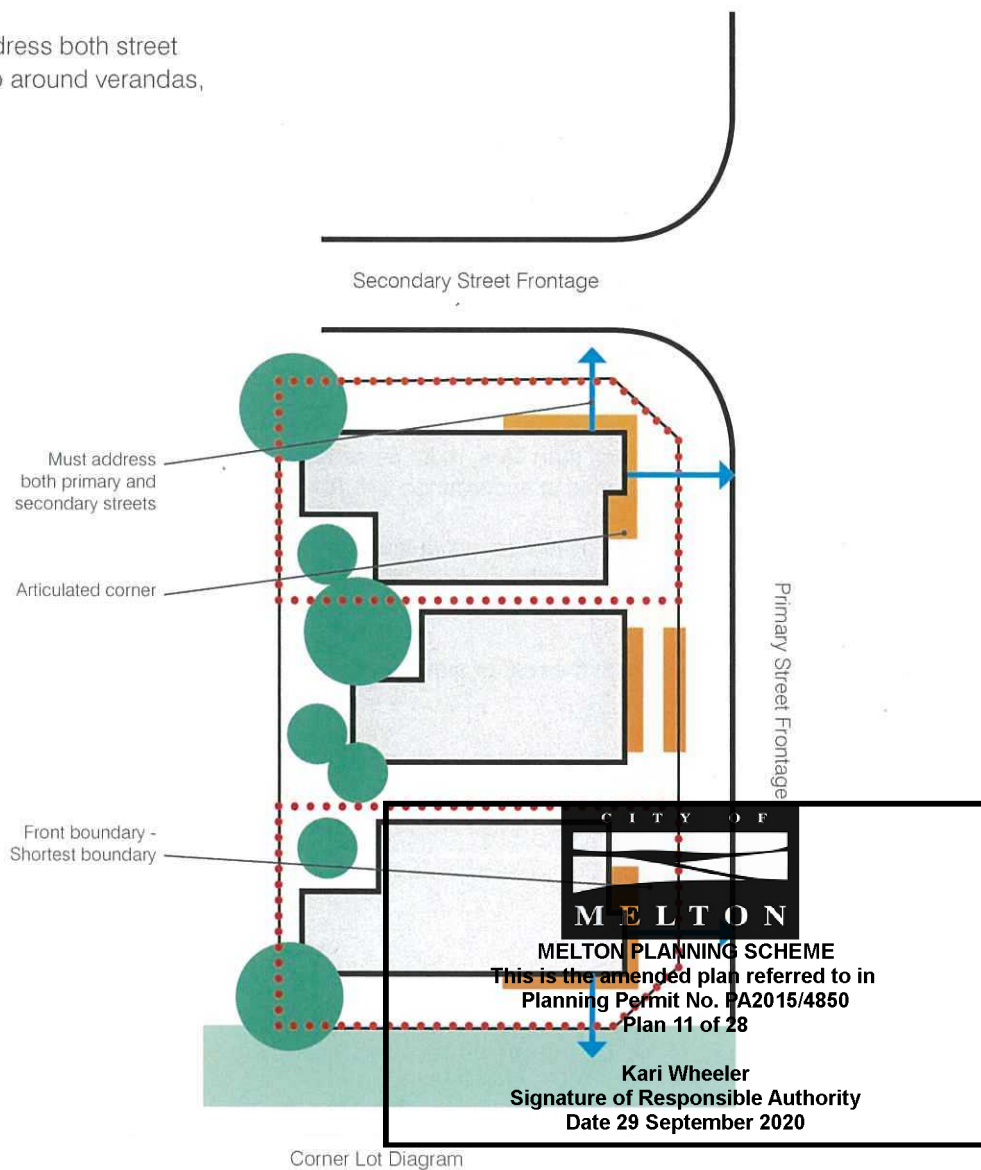 dress both street
around verandas,
Secondary Street Frontage
Must address
both primary and
secondary streets
Articulated corner
Primary Street Frontage
Front boundary -
Shortest boundary
CITY OF
MELTON
MELTON PLANNING SCHEME
This is the amended plan referred to in
Planning Permit No. PA2015/4850
Plan 11 of 28
Kari Wheeler
Signature of Responsible Authority
Date 29 September 2020
Corner Lot Diagram